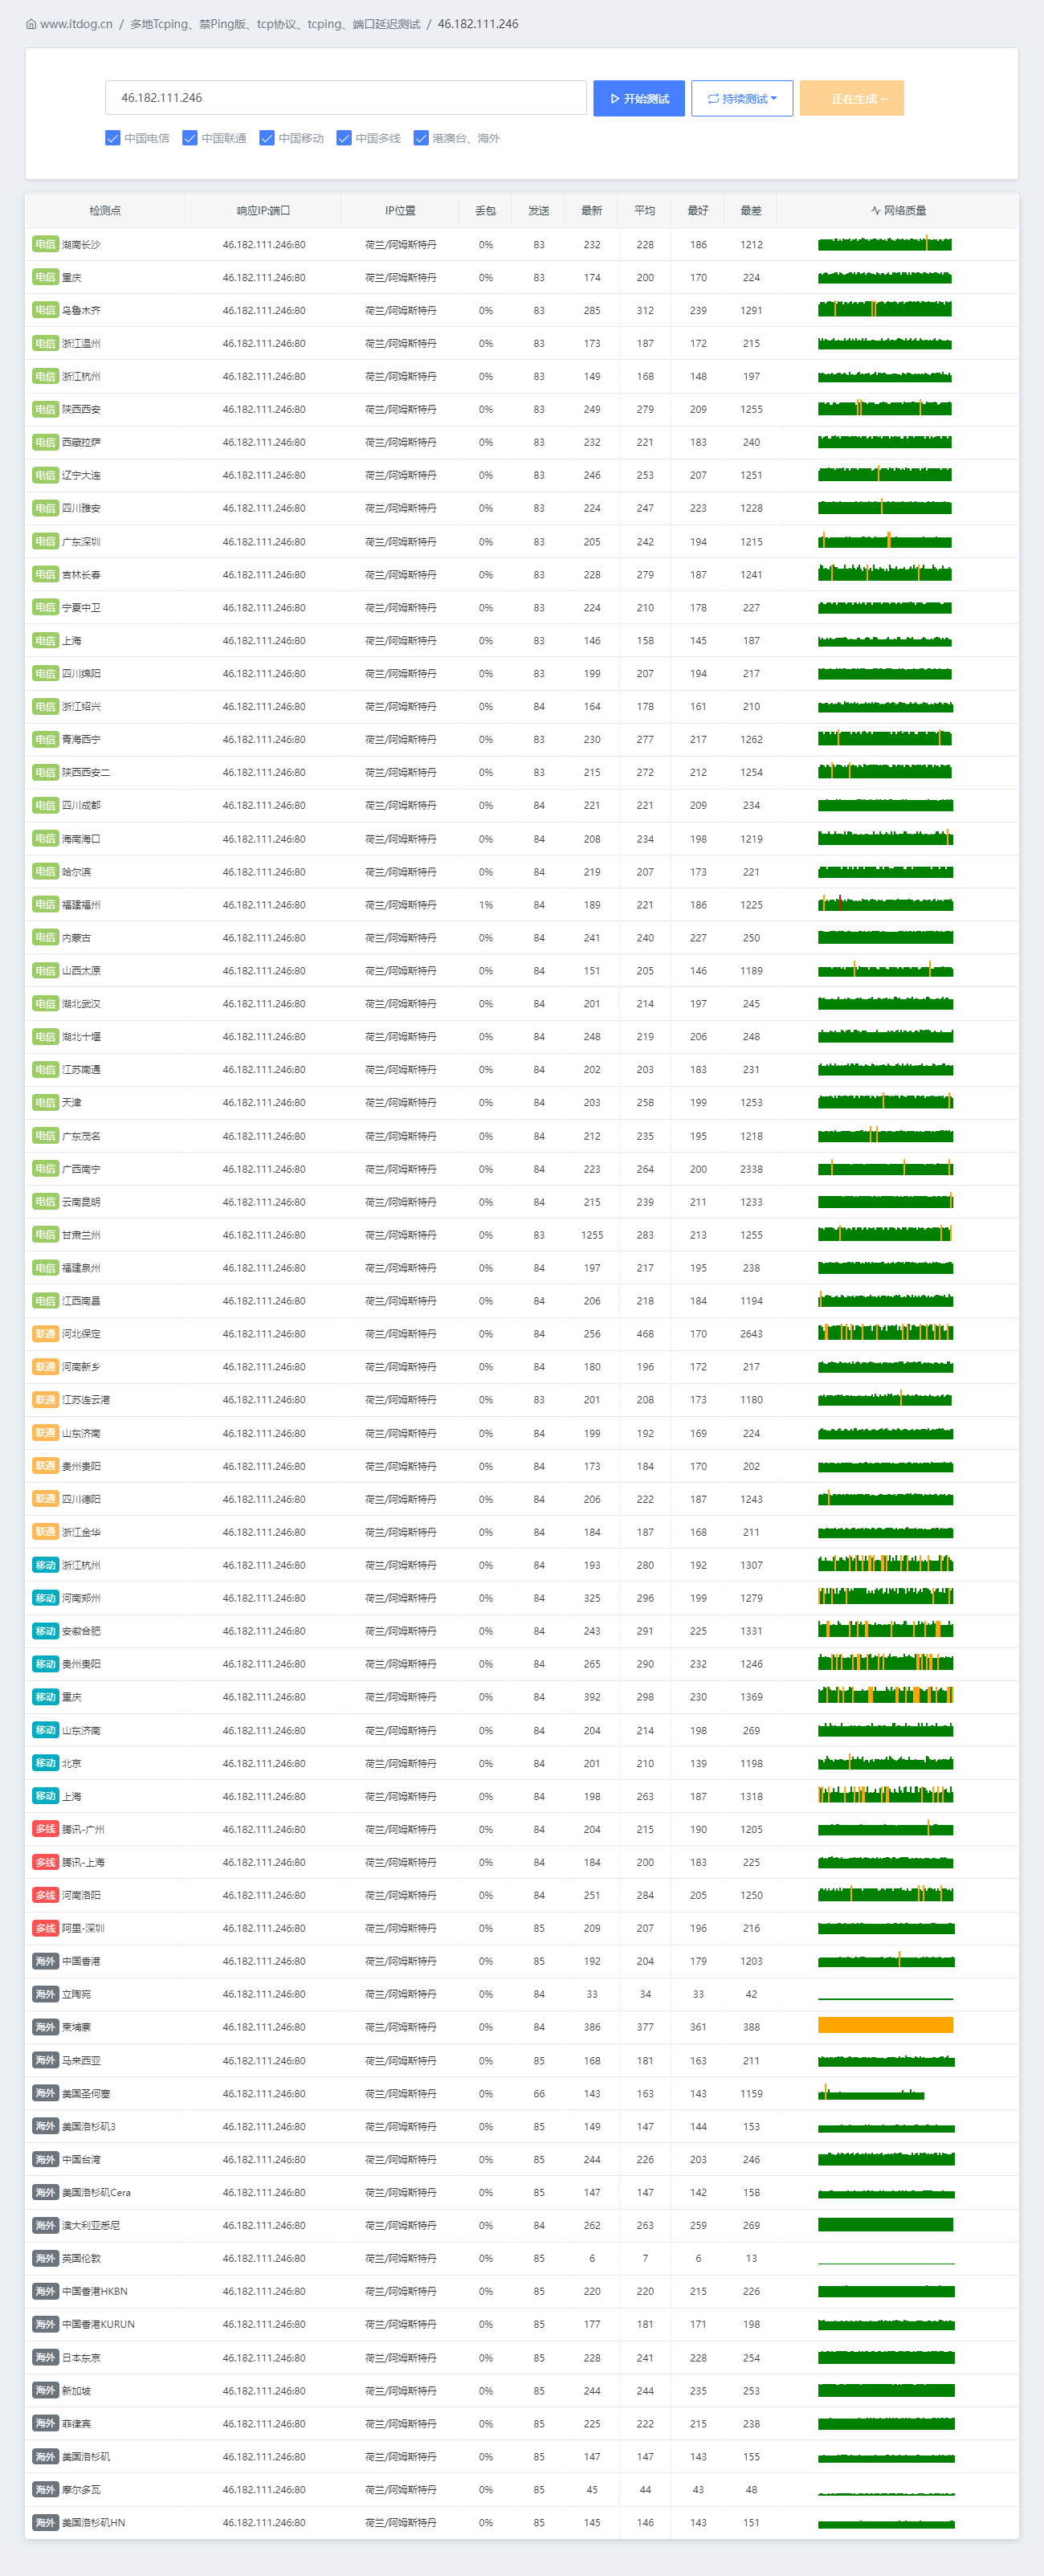 www.itdog.cn / 多地Tcping、禁Ping版、tcp协议、tcping、端口延迟测试 / 46.182.111.246
46.182.111.246 开始测试 持续测试 正在生成 ···
中国电信 中国联通 中国移动 中国多线 港澳台、海外
检测点 响应IP:端口 IP位置 丢包 发送 最新 平均 最好 最差 网络质量
电信 湖南长沙 46.182.111.246:80 荷兰/阿姆斯特丹 0% 83 232 228 186 1212
电信 重庆 46.182.111.246:80 荷兰/阿姆斯特丹 0% 83 174 200 170 224
电信 乌鲁木齐 46.182.111.246:80 荷兰/阿姆斯特丹 0% 83 285 312 239 1291
电信 浙江温州 46.182.111.246:80 荷兰/阿姆斯特丹 0% 83 173 187 172 215
电信 浙江杭州 46.182.111.246:80 荷兰/阿姆斯特丹 0% 83 149 168 148 197
电信 陕西西安 46.182.111.246:80 荷兰/阿姆斯特丹 0% 83 249 279 209 1255
电信 西藏拉萨 46.182.111.246:80 荷兰/阿姆斯特丹 0% 83 232 221 183 240
电信 辽宁大连 46.182.111.246:80 荷兰/阿姆斯特丹 0% 83 246 253 207 1251
电信 四川雅安 46.182.111.246:80 荷兰/阿姆斯特丹 0% 83 224 247 223 1228
电信 广东深圳 46.182.111.246:80 荷兰/阿姆斯特丹 0% 83 205 242 194 1215
电信 吉林长春 46.182.111.246:80 荷兰/阿姆斯特丹 0% 83 228 279 187 1241
电信 宁夏中卫 46.182.111.246:80 荷兰/阿姆斯特丹 0% 83 224 210 178 227
电信 上海 46.182.111.246:80 荷兰/阿姆斯特丹 0% 83 146 158 145 187
电信 四川绵阳 46.182.111.246:80 荷兰/阿姆斯特丹 0% 83 199 207 194 217
电信 浙江绍兴 46.182.111.246:80 荷兰/阿姆斯特丹 0% 84 164 178 161 210
电信 青海西宁 46.182.111.246:80 荷兰/阿姆斯特丹 0% 83 230 277 217 1262
电信 陕西西安二 46.182.111.246:80 荷兰/阿姆斯特丹 0% 83 215 272 212 1254
电信 四川成都 46.182.111.246:80 荷兰/阿姆斯特丹 0% 84 221 221 209 234
电信 海南海口 46.182.111.246:80 荷兰/阿姆斯特丹 0% 84 208 234 198 1219
电信 哈尔滨 46.182.111.246:80 荷兰/阿姆斯特丹 0% 84 219 207 173 221
电信 福建福州 46.182.111.246:80 荷兰/阿姆斯特丹 1% 84 189 221 186 1225
电信 内蒙古 46.182.111.246:80 荷兰/阿姆斯特丹 0% 84 241 240 227 250
电信 山西太原 46.182.111.246:80 荷兰/阿姆斯特丹 0% 84 151 205 146 1189
电信 湖北武汉 46.182.111.246:80 荷兰/阿姆斯特丹 0% 84 201 214 197 245
电信 湖北十堰 46.182.111.246:80 荷兰/阿姆斯特丹 0% 84 248 219 206 248
电信 江苏南通 46.182.111.246:80 荷兰/阿姆斯特丹 0% 84 202 203 183 231
电信 天津 46.182.111.246:80 荷兰/阿姆斯特丹 0% 84 203 258 199 1253
电信 广东茂名 46.182.111.246:80 荷兰/阿姆斯特丹 0% 84 212 235 195 1218
电信 广西南宁 46.182.111.246:80 荷兰/阿姆斯特丹 0% 84 223 264 200 2338
电信 云南昆明 46.182.111.246:80 荷兰/阿姆斯特丹 0% 84 215 239 211 1233
电信 甘肃兰州 46.182.111.246:80 荷兰/阿姆斯特丹 0% 83 1255 283 213 1255
电信 福建泉州 46.182.111.246:80 荷兰/阿姆斯特丹 0% 84 197 217 195 238
电信 江西南昌 46.182.111.246:80 荷兰/阿姆斯特丹 0% 84 206 218 184 1194
联通 河北保定 46.182.111.246:80 荷兰/阿姆斯特丹 0% 84 256 468 170 2643
联通 河南新乡 46.182.111.246:80 荷兰/阿姆斯特丹 0% 84 180 196 172 217
联通 江苏连云港 46.182.111.246:80 荷兰/阿姆斯特丹 0% 83 201 208 173 1180
联通 山东济南 46.182.111.246:80 荷兰/阿姆斯特丹 0% 84 199 192 169 224
联通 贵州贵阳 46.182.111.246:80 荷兰/阿姆斯特丹 0% 84 173 184 170 202
联通 四川德阳 46.182.111.246:80 荷兰/阿姆斯特丹 0% 84 206 222 187 1243
联通 浙江金华 46.182.111.246:80 荷兰/阿姆斯特丹 0% 84 184 187 168 211
移动 浙江杭州 46.182.111.246:80 荷兰/阿姆斯特丹 0% 84 193 280 192 1307
移动 河南郑州 46.182.111.246:80 荷兰/阿姆斯特丹 0% 84 325 296 199 1279
移动 安徽合肥 46.182.111.246:80 荷兰/阿姆斯特丹 0% 84 243 291 225 1331
移动 贵州贵阳 46.182.111.246:80 荷兰/阿姆斯特丹 0% 84 265 290 232 1246
移动 重庆 46.182.111.246:80 荷兰/阿姆斯特丹 0% 84 392 298 230 1369
移动 山东济南 46.182.111.246:80 荷兰/阿姆斯特丹 0% 84 204 214 198 269
移动 北京 46.182.111.246:80 荷兰/阿姆斯特丹 0% 84 201 210 139 1198
移动 上海 46.182.111.246:80 荷兰/阿姆斯特丹 0% 84 198 263 187 1318
多线 腾讯-广州 46.182.111.246:80 荷兰/阿姆斯特丹 0% 84 204 215 190 1205
多线 腾讯-上海 46.182.111.246:80 荷兰/阿姆斯特丹 0% 84 184 200 183 225
多线 河南洛阳 46.182.111.246:80 荷兰/阿姆斯特丹 0% 84 251 284 205 1250
多线 阿里-深圳 46.182.111.246:80 荷兰/阿姆斯特丹 0% 85 209 207 196 216
海外 中国香港 46.182.111.246:80 荷兰/阿姆斯特丹 0% 85 192 204 179 1203
海外 立陶宛 46.182.111.246:80 荷兰/阿姆斯特丹 0% 84 33 34 33 42
海外 柬埔寨 46.182.111.246:80 荷兰/阿姆斯特丹 0% 84 386 377 361 388
海外 马来西亚 46.182.111.246:80 荷兰/阿姆斯特丹 0% 85 168 181 163 211
海外 美国圣何塞 46.182.111.246:80 荷兰/阿姆斯特丹 0% 66 143 163 143 1159
海外 美国洛杉矶3 46.182.111.246:80 荷兰/阿姆斯特丹 0% 85 149 147 144 153
海外 中国台湾 46.182.111.246:80 荷兰/阿姆斯特丹 0% 85 244 226 203 246
海外 美国洛杉矶Cera 46.182.111.246:80 荷兰/阿姆斯特丹 0% 85 147 147 142 158
海外 澳大利亚悉尼 46.182.111.246:80 荷兰/阿姆斯特丹 0% 84 262 263 259 269
海外 英国伦敦 46.182.111.246:80 荷兰/阿姆斯特丹 0% 85 6 7 6 13
海外 中国香港HKBN 46.182.111.246:80 荷兰/阿姆斯特丹 0% 85 220 220 215 226
海外 中国香港KURUN 46.182.111.246:80 荷兰/阿姆斯特丹 0% 85 177 181 171 198
海外 日本东京 46.182.111.246:80 荷兰/阿姆斯特丹 0% 85 228 241 228 254
海外 新加坡 46.182.111.246:80 荷兰/阿姆斯特丹 0% 85 244 244 235 253
海外 菲律宾 46.182.111.246:80 荷兰/阿姆斯特丹 0% 85 225 222 215 238
海外 美国洛杉矶 46.182.111.246:80 荷兰/阿姆斯特丹 0% 85 147 147 143 155
海外 摩尔多瓦 46.182.111.246:80 荷兰/阿姆斯特丹 0% 85 45 44 43 48
海外 美国洛杉矶HN 46.182.111.246:80 荷兰/阿姆斯特丹 0% 85 145 146 143 151